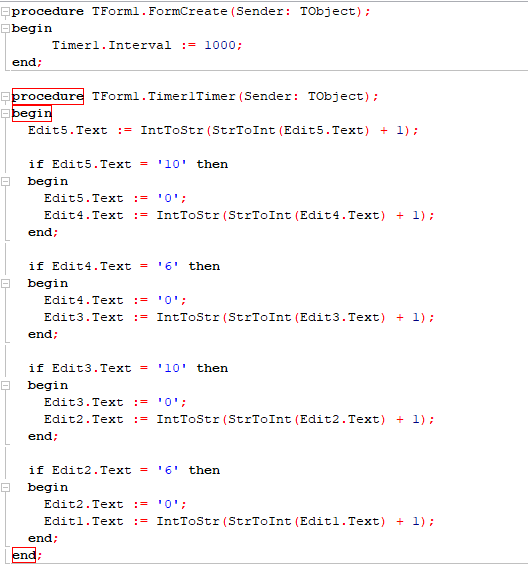 procedure TForm1.FormCreate(Sender: TObject);
begin
     Timer1.Interval := 1000;
end;

procedure TForm1.Timer1Timer(Sender: TObject);
begin
  Edit5.Text := IntToStr(StrToInt(Edit5.Text) + 1);

  if Edit5.Text = '10' then
  begin
    Edit5.Text := '0';
    Edit4.Text := IntToStr(StrToInt(Edit4.Text) + 1);
  end;

  if Edit4.Text = '6' then
  begin
    Edit4.Text := '0';
    Edit3.Text := IntToStr(StrToInt(Edit3.Text) + 1);
  end;

  if Edit3.Text = '10' then
  begin
    Edit3.Text := '0';
    Edit2.Text := IntToStr(StrToInt(Edit2.Text) + 1);
  end;

  if Edit2.Text = '6' then
  begin
    Edit2.Text := '0';
    Edit1.Text := IntToStr(StrToInt(Edit1.Text) + 1);
  end;
end;